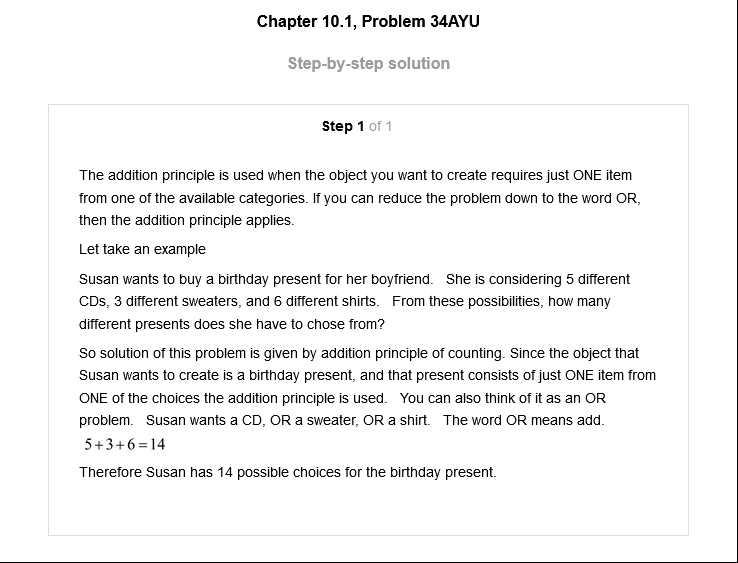 Chapter 10.1, Problem 34AYU
Step-by-step solution
Step 1 of 1
The addition principle is used when the object you want to create requires just ONE item
from one of the available categories. If you can reduce the problem down to the word OR,
then the addition principle applies.
Let take an example
Susan wants to buy a birthday present for her boyfriend.   She is considering 5 different
CDs, 3 different sweaters, and 6 different shirts.   From these possibilities, how many
different presents does she have to chose from?
So solution of this problem is given by addition principle of counting. Since the object that
Susan wants to create is a birthday present, and that present consists of just ONE item from
ONE of the choices the addition principle is used.   You can also think of it as an OR
problem.   Susan wants a CD, OR a sweater, OR a shirt.   The word OR means add.
5+3+6=14
Therefore Susan has 14 possible choices for the birthday present.